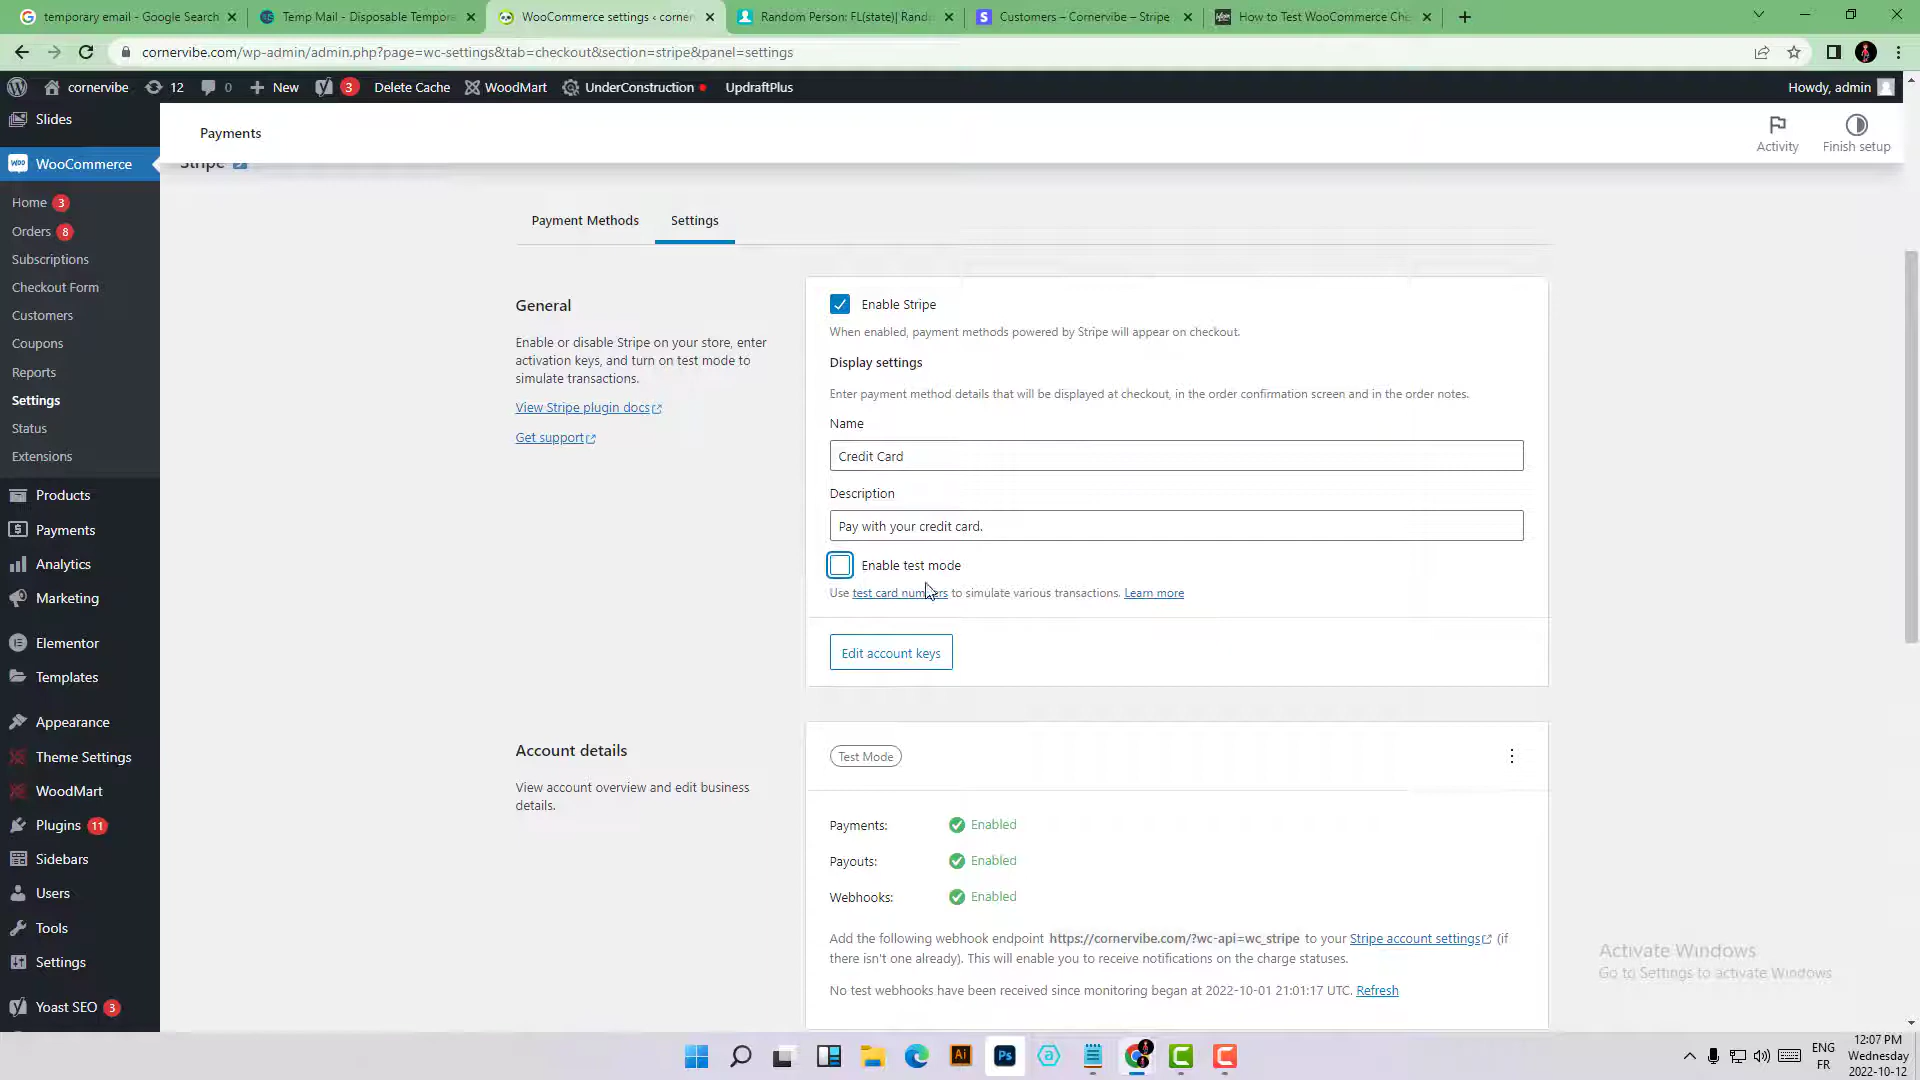 temporary email - Google Search
Temp Mail - Disposable Tempora
WooCommerce settings ‹ corner
Random Person: FL(state)| Rand
Customers – Cornervibe – Stripe
How to Test WooCommerce Che
cornervibe.com/wp-admin/admin.php?page=wc-settings&tab=checkout&section=stripe&panel=settings
cornervibe
12
0
New
3
Delete Cache
WoodMart
UnderConstruction
UpdraftPlus
Howdy, admin
Slides
WooCommerce
Home 3
Orders 8
Subscriptions
Checkout Form
Customers
Coupons
Reports
Settings
Status
Extensions
Products
Payments
Analytics
Marketing
Elementor
Templates
Appearance
Theme Settings
WoodMart
Plugins 11
Sidebars
Users
Tools
Settings
Yoast SEO 3
Payments
Activity
Finish setup
Stripe
Payment Methods
Settings
General
Enable or disable Stripe on your store, enter
activation keys, and turn on test mode to
simulate transactions.
View Stripe plugin docs
Get support
Enable Stripe
When enabled, payment methods powered by Stripe will appear on checkout.
Display settings
Enter payment method details that will be displayed at checkout, in the order confirmation screen and in the order notes.
Name
Credit Card
Description
Pay with your credit card.
Enable test mode
Use test card numbers to simulate various transactions. Learn more
Edit account keys
Account details
View account overview and edit business
details.
Test Mode
Payments: Enabled
Payouts: Enabled
Webhooks: Enabled
Add the following webhook endpoint https://cornervibe.com/?wc-api=wc_stripe to your Stripe account settings (if
there isn't one already). This will enable you to receive notifications on the charge statuses.
No test webhooks have been received since monitoring began at 2022-10-01 21:01:17 UTC. Refresh
Activate Windows
Go to Settings to activate Windows
Ai
Ps
ENG
FR
12:07 PM
Wednesday
2022-10-12